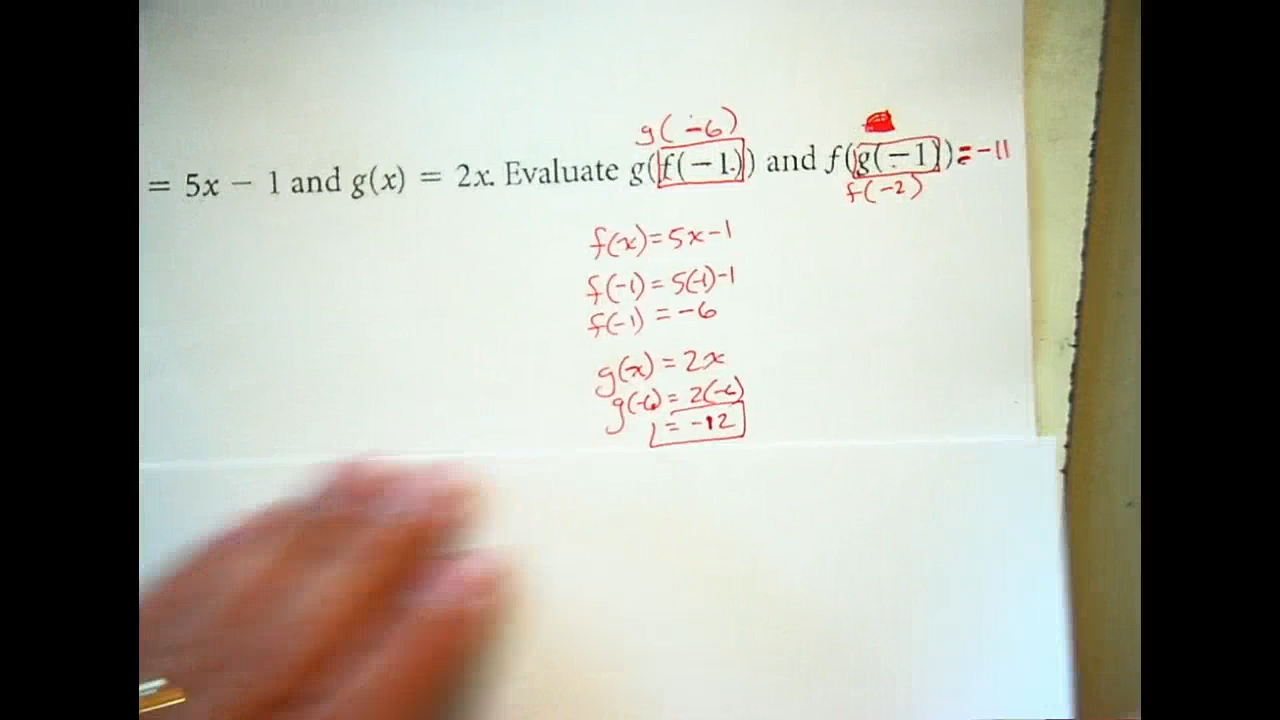 g(-6)
= 5x − 1 and g(x) = 2x. Evaluate g(f(−1)) and f(g(−1)) = -11
f(-2)
f(x) = 5x-1
f(-1) = 5(-1)-1
f(-1) = -6
g(x) = 2x
g(-6) = 2(-6)
= -12